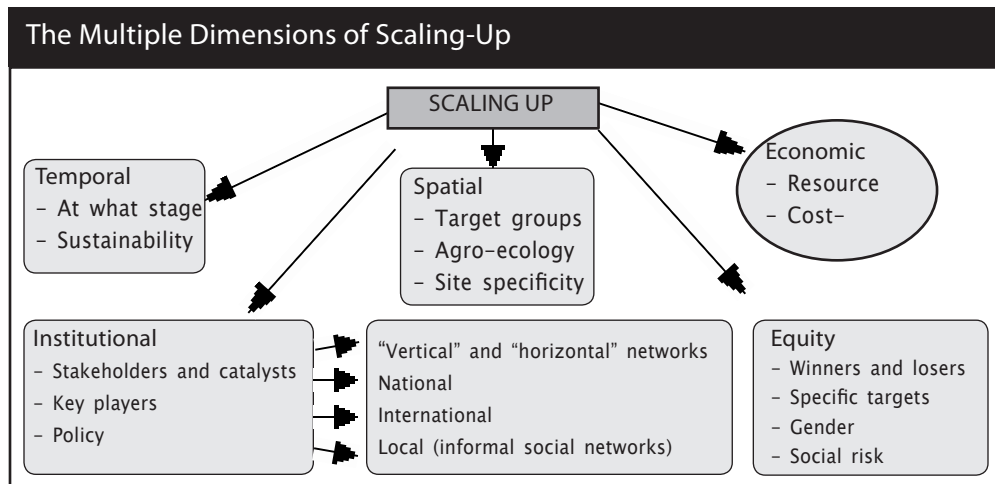 The Multiple Dimensions of Scaling-Up
SCALING UP
Temporal
– At what stage
– Sustainability
Spatial
– Target groups
– Agro-ecology
– Site specificity
Economic
– Resource
– Cost-
Institutional
– Stakeholders and catalysts
– Key players
– Policy
“Vertical” and “horizontal” networks
National
International
Local (informal social networks)
Equity
– Winners and losers
– Specific targets
– Gender
– Social risk